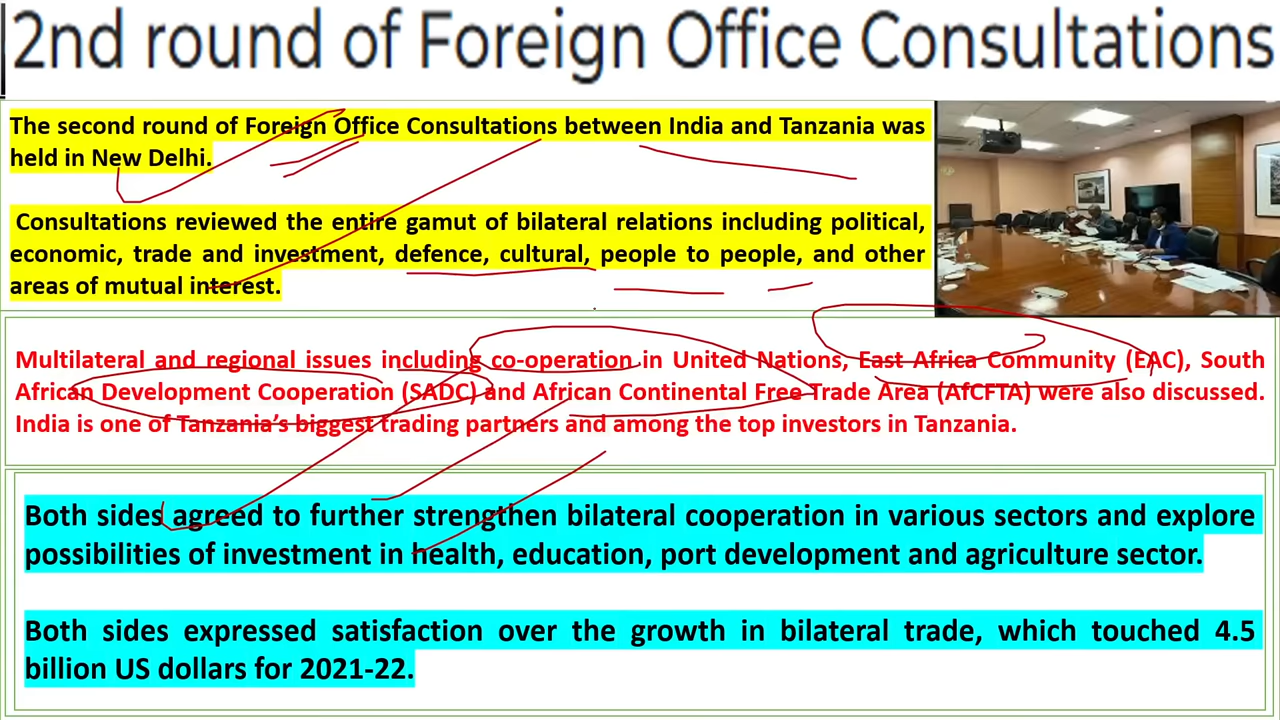 2nd round of Foreign Office Consultations
The second round of Foreign Office Consultations between India and Tanzania was
held in New Delhi.
Consultations reviewed the entire gamut of bilateral relations including political,
economic, trade and investment, defence, cultural, people to people, and other
areas of mutual interest.
Multilateral and regional issues including co-operation in United Nations, East Africa Community (EAC), South
African Development Cooperation (SADC) and African Continental Free Trade Area (AfCFTA) were also discussed.
India is one of Tanzania's biggest trading partners and among the top investors in Tanzania.
Both sides agreed to further strengthen bilateral cooperation in various sectors and explore
possibilities of investment in health, education, port development and agriculture sector.
Both sides expressed satisfaction over the growth in bilateral trade, which touched 4.5
billion US dollars for 2021-22.